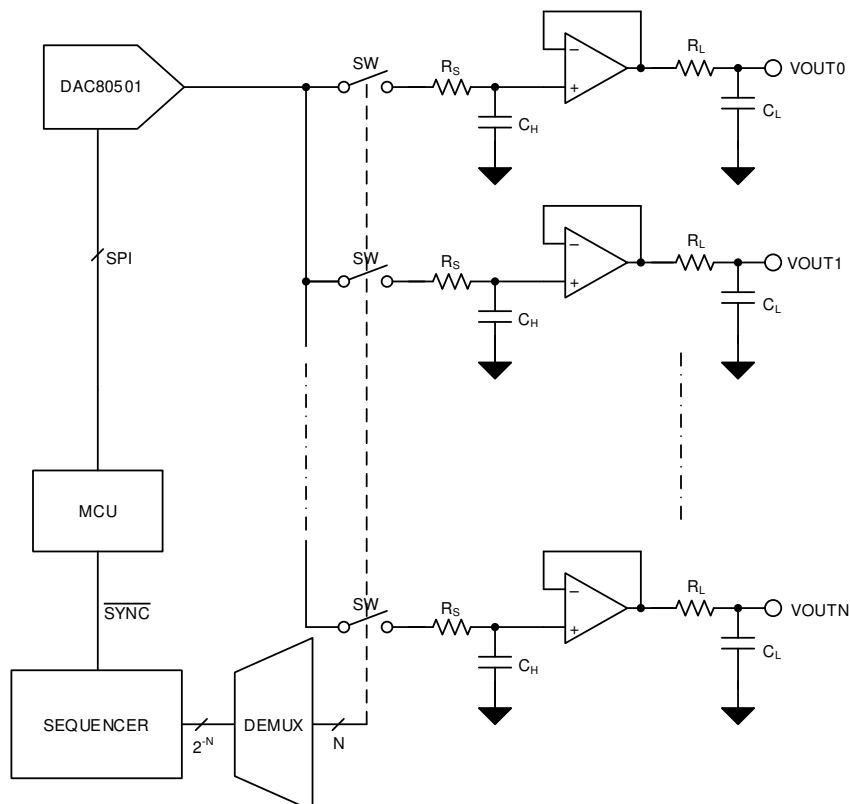 DAC80501
SW
RS
CH
RL
CL
VOUT0
SPI
SW
RS
CH
RL
CL
VOUT1
MCU
SYNC
SW
RS
CH
RL
CL
VOUTN
SEQUENCER
2-N
DEMUX
N